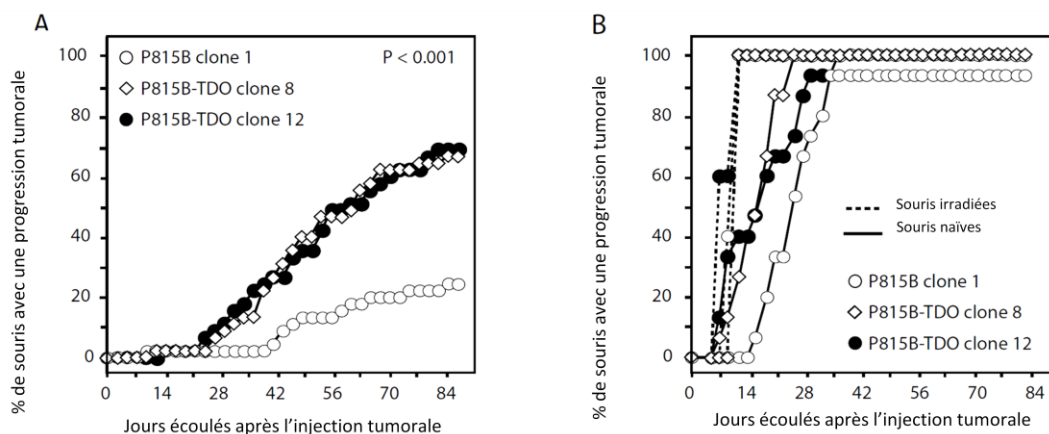 A
% de souris avec une progression tumorale
100
80
60
40
20
0
P815B clone 1
P815B-TDO clone 8
P815B-TDO clone 12
P < 0.001
0 14 28 42 56 70 84
Jours écoulés après l’injection tumorale
B
% de souris avec une progression tumorale
100
80
60
40
20
0
Souris irradiées
Souris naïves
P815B clone 1
P815B-TDO clone 8
P815B-TDO clone 12
0 14 28 42 56 70 84
Jours écoulés après l’injection tumorale